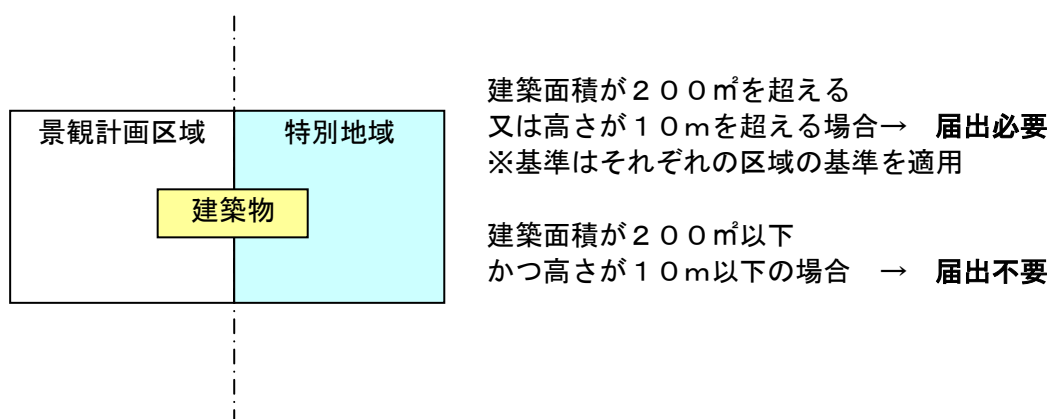 景観計画区域
特別地域
建築物
建築面積が２００㎡を超える
又は高さが１０ｍを超える場合→　届出必要
※基準はそれぞれの区域の基準を適用
建築面積が２００㎡以下
かつ高さが１０ｍ以下の場合　→　届出不要